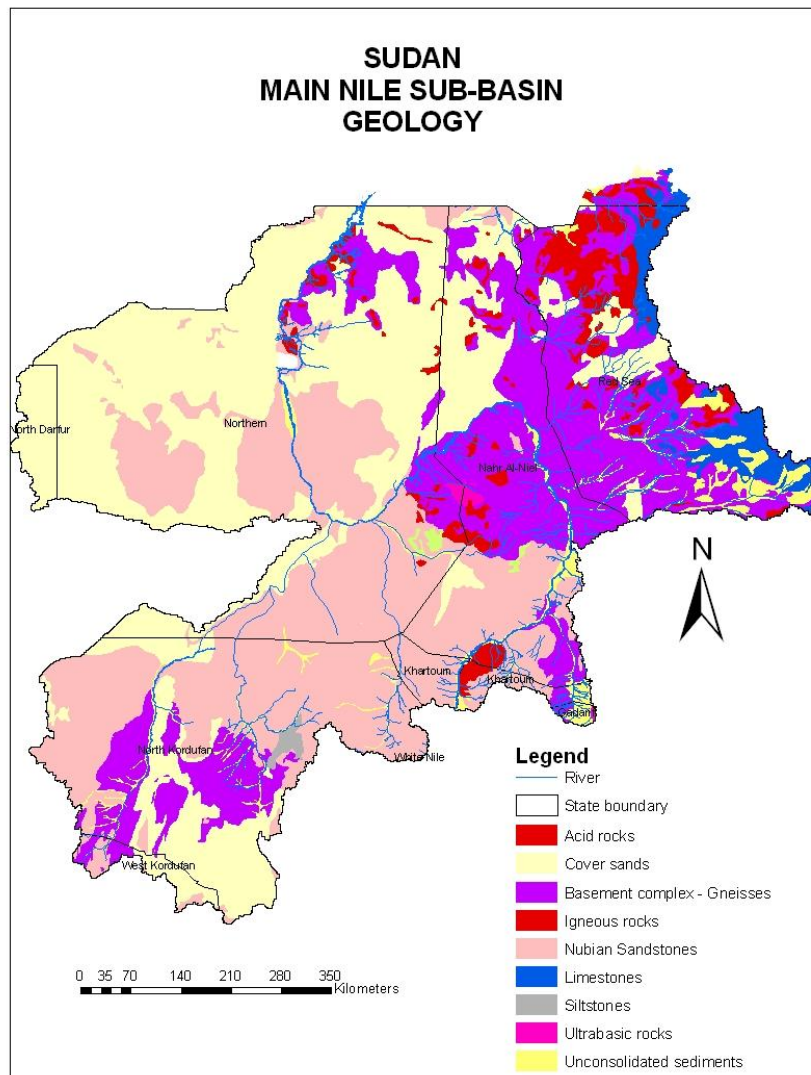 SUDAN
MAIN NILE SUB-BASIN
GEOLOGY
Red Sea
North Darfur
Northern
Nahr Al-Niel
N
Khartoum
Khartoum
North Kordufan
White Nile
West Kordufan
Legend
River
State boundary
Acid rocks
Cover sands
Basement complex - Gneisses
Igneous rocks
Nubian Sandstones
Limestones
Siltstones
Ultrabasic rocks
Unconsolidated sediments
0 35 70 140 210 280 350
Kilometers